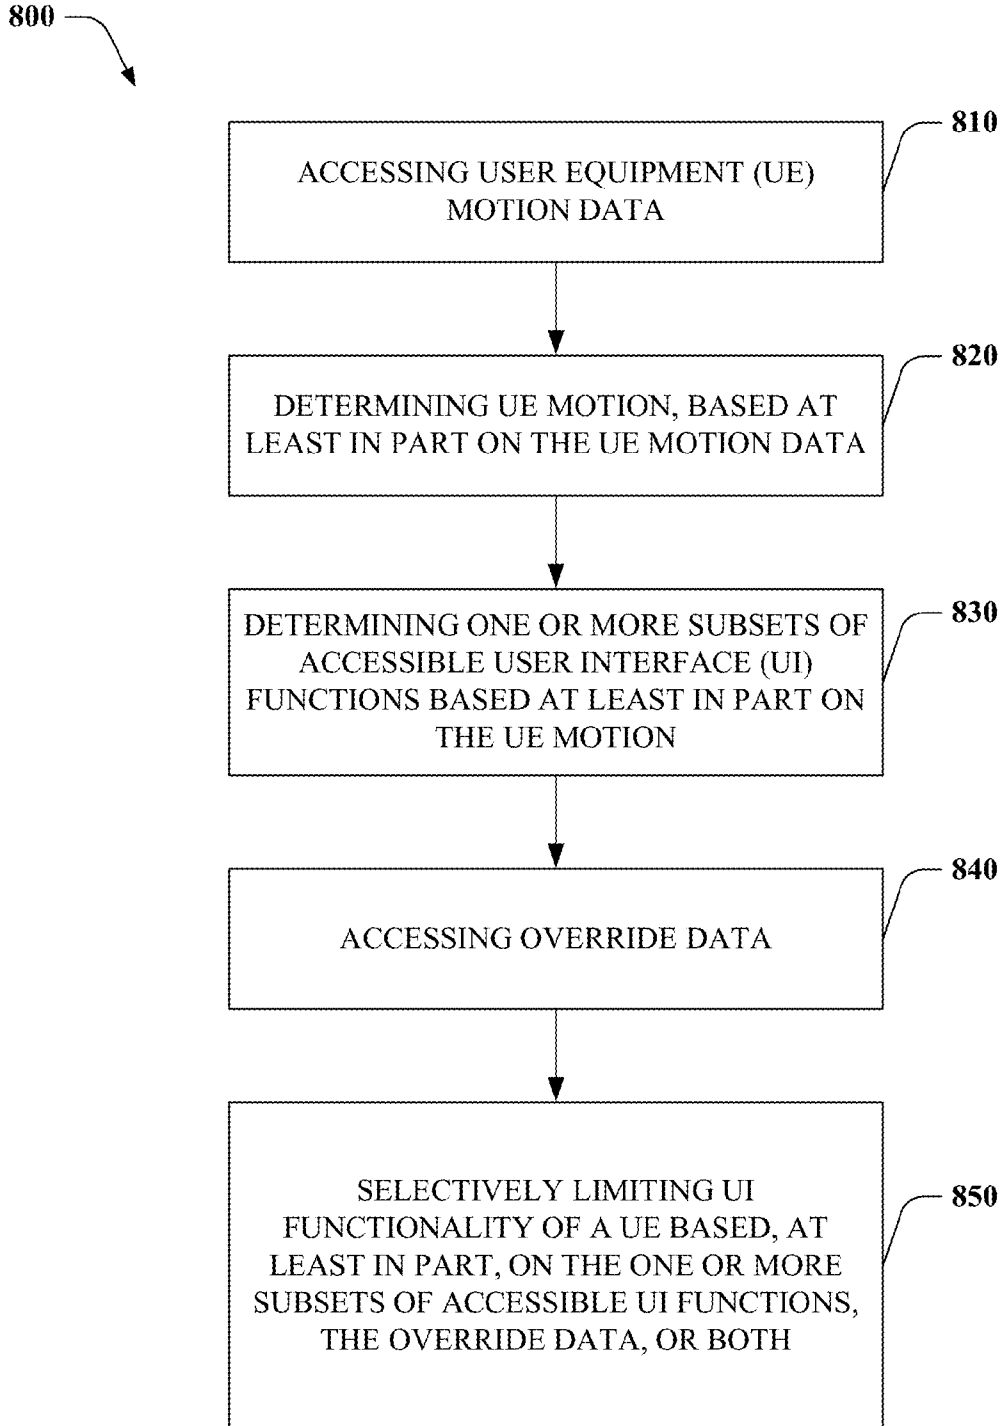 800
810
ACCESSING USER EQUIPMENT (UE)
MOTION DATA
820
DETERMINING UE MOTION, BASED AT
LEAST IN PART ON THE UE MOTION DATA
830
DETERMINING ONE OR MORE SUBSETS OF
ACCESSIBLE USER INTERFACE (UI)
FUNCTIONS BASED AT LEAST IN PART ON
THE UE MOTION
840
ACCESSING OVERRIDE DATA
850
SELECTIVELY LIMITING UI
FUNCTIONALITY OF A UE BASED, AT
LEAST IN PART, ON THE ONE OR MORE
SUBSETS OF ACCESSIBLE UI FUNCTIONS,
THE OVERRIDE DATA, OR BOTH